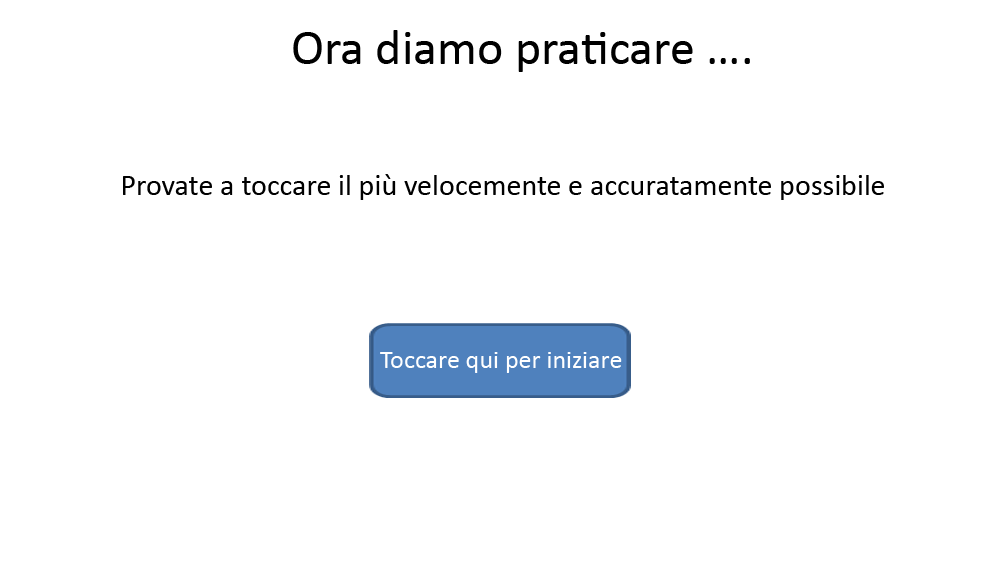 Ora diamo praticare ....
Provate a toccare il più velocemente e accuratamente possibile
Toccare qui per iniziare